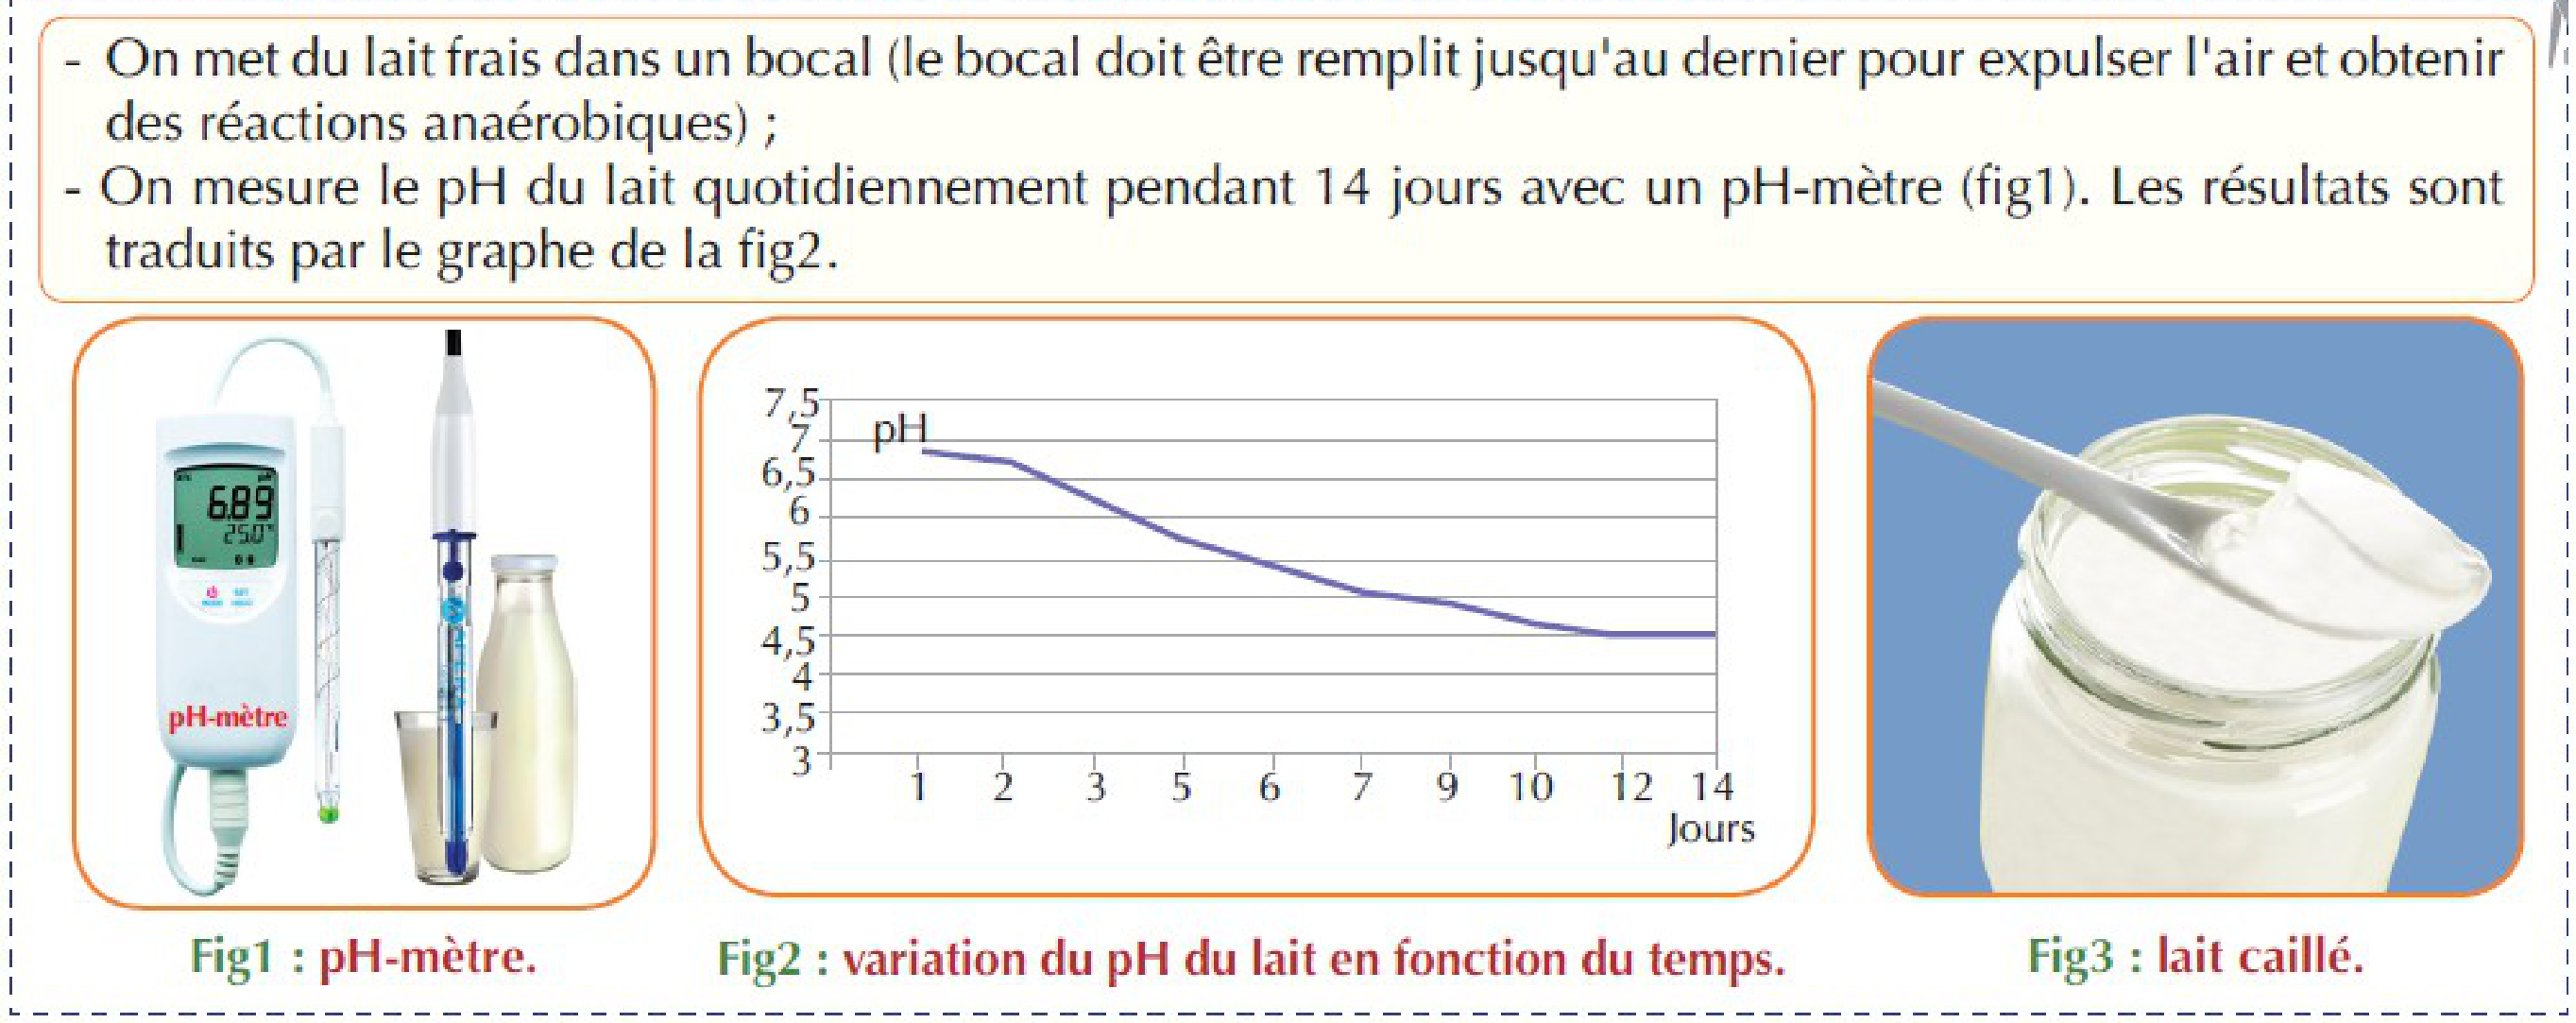 - On met du lait frais dans un bocal (le bocal doit être remplit jusqu'au dernier pour expulser l'air et obtenir
des réactions anaérobiques) ;
- On mesure le pH du lait quotidiennement pendant 14 jours avec un pH-mètre (fig1). Les résultats sont
traduits par le graphe de la fig2.
6.89
25.0°
pH-mètre
pH
7,5
7
6,5
6
5,5
5
4,5
4
3,5
3
1 2 3 5 6 7 9 10 12 14
Jours
Fig1 : pH-mètre.
Fig2 : variation du pH du lait en fonction du temps.
Fig3 : lait caillé.